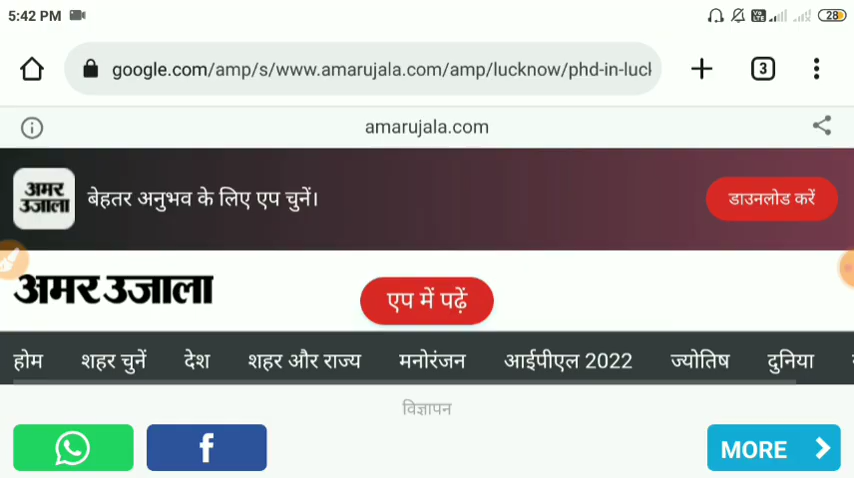 5:42 PM
Vo LTE
28
google.com/amp/s/www.amarujala.com/amp/lucknow/phd-in-luck
3
amarujala.com
अमर उजाला
बेहतर अनुभव के लिए एप चुनें।
डाउनलोड करें
अमर उजाला
एप में पढ़ें
होम शहर चुनें देश शहर और राज्य मनोरंजन आईपीएल 2022 ज्योतिष दुनिया
विज्ञापन
f
MORE